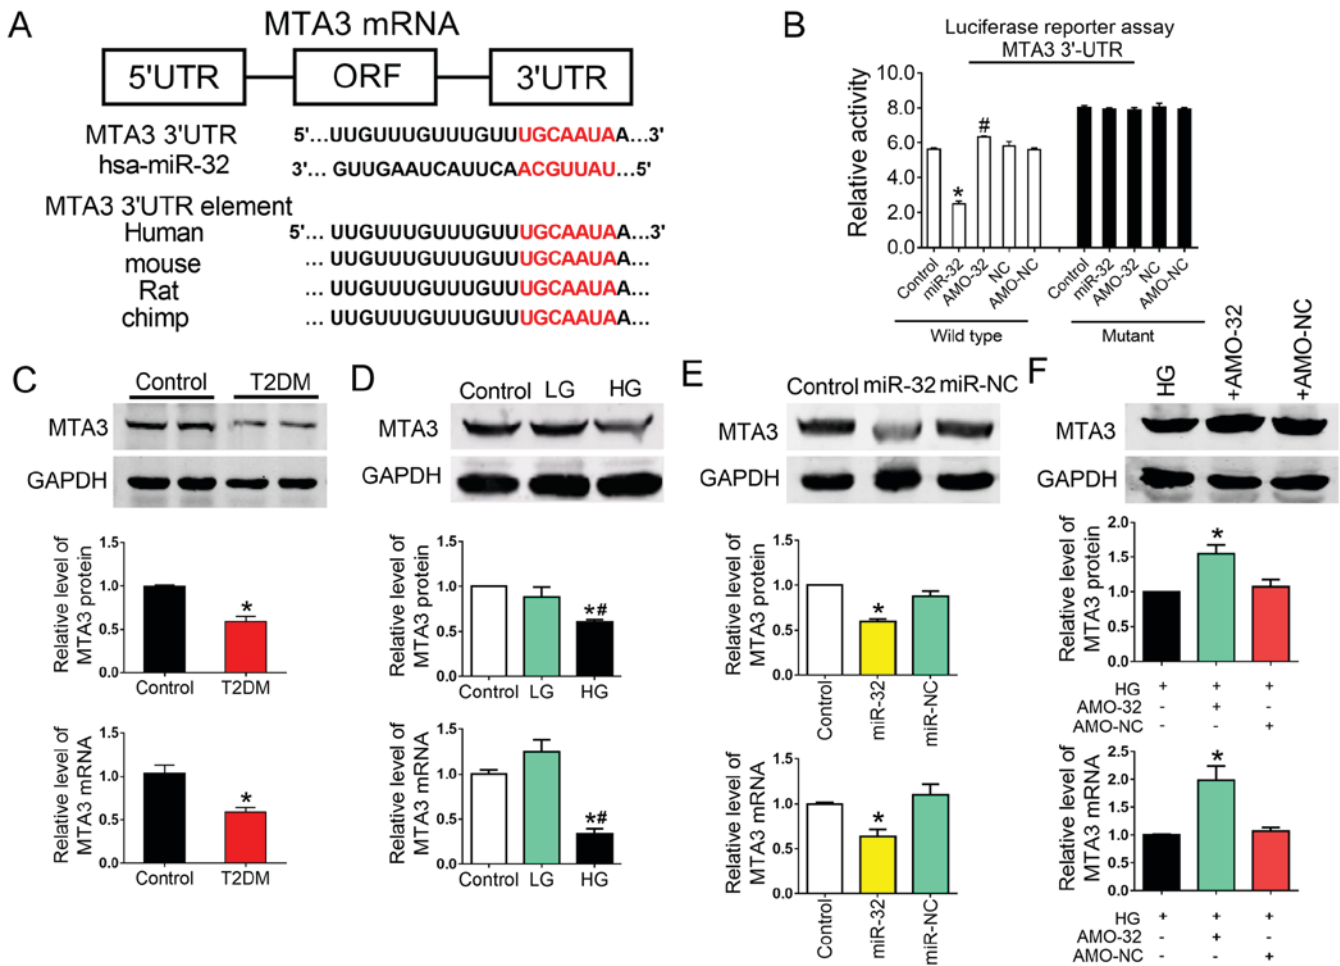 A
MTA3 mRNA
5'UTR
ORF
3'UTR
MTA3 3'UTR
5'...UUGUUUGUUUGUUUGCAAUAA...3'
hsa-miR-32
3'... GUUGAAUCAUUCAACGUUAU...5'
MTA3 3'UTR element
Human
5'... UUGUUUGUUUGUUUGCAAUAA...3'
mouse
... UUGUUUGUUUGUUUGCAAUAA...
Rat
... UUGUUUGUUUGUUUGCAAUAA...
chimp
... UUGUUUGUUUGUUUGCAAUAA...
B
Luciferase reporter assay
MTA3 3'-UTR
Relative activity
10.0
8.0
6.0
4.0
2.0
0.0
*
#
Control
miR-32
AMO-32
NC
AMO-NC
Control
miR-32
AMO-32
NC
AMO-NC
Wild type
Mutant
C
Control
T2DM
MTA3
GAPDH
Relative level of
MTA3 protein
1.5
1.0
0.5
0.0
*
Control
T2DM
Relative level of
MTA3 mRNA
1.5
1.0
0.5
0.0
*
Control
T2DM
D
Control
LG
HG
MTA3
GAPDH
Relative level of
MTA3 protein
1.5
1.0
0.5
0.0
*#
Control
LG
HG
Relative level of
MTA3 mRNA
1.5
1.0
0.5
0.0
*#
Control
LG
HG
E
Control miR-32 miR-NC
MTA3
GAPDH
Relative level of
MTA3 protein
1.5
1.0
0.5
0.0
*
Control
miR-32
miR-NC
Relative level of
MTA3 mRNA
1.5
1.0
0.5
0.0
*
Control
miR-32
miR-NC
F
HG
+AMO-32
+AMO-NC
MTA3
GAPDH
Relative level of
MTA3 protein
2.0
1.5
1.0
0.5
0.0
*
HG + + +
AMO-32 - + -
AMO-NC - - +
Relative level of
MTA3 mRNA
2.5
2.0
1.5
1.0
0.5
0.0
*
HG + + +
AMO-32 - + -
AMO-NC - - +